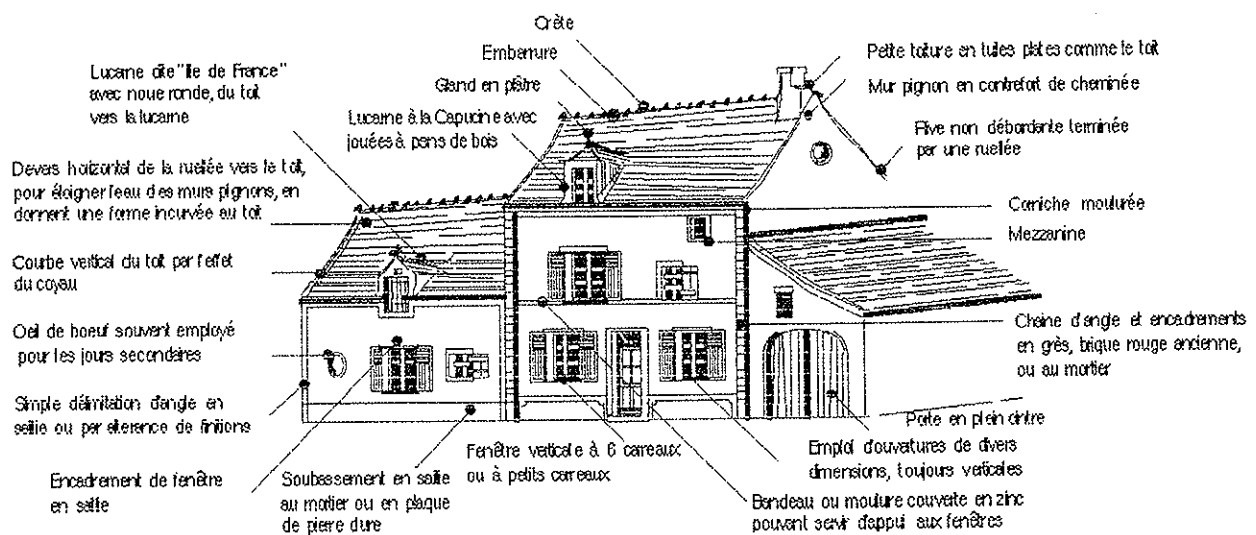 Crête
Embarrure
Gland en plâtre
Lucarne à la Capucine avec
jouées à pans de bois
Lucarne dite "Ile de France"
avec noue ronde, du toit
vers la lucarne
Devers horizontal de la ruellée vers le toit,
pour éloigner l'eau des murs pignons, en
donnent une forme incurvée au toit
Courbe vertical du toit par l'effet
du coyau
Oeil de boeuf souvent employé
pour les jours secondaires
Simple délimitation d'angle en
saillie ou par alterence de finitions
Encadrement de fenêtre
en saillie
Soubassement en saillie
au mortier ou en plaque
de pierre dure
Fenêtre verticale à 6 carreaux
ou à petits carreaux
Petite toiture en tuiles plates comme le toit
Mur pignon en contrefort de cheminée
Rive non débordante terminée
par une ruellée
Corniche moulurée
Mezzanine
Chaine d'angle et encadrements
en grès, brique rouge ancienne,
ou au mortier
Porte en plein cintre
Emploi d'ouvertures de divers
dimensions, toujours verticales
Bandeau ou moulure couverte en zinc
pouvant servir d'appui aux fenêtres